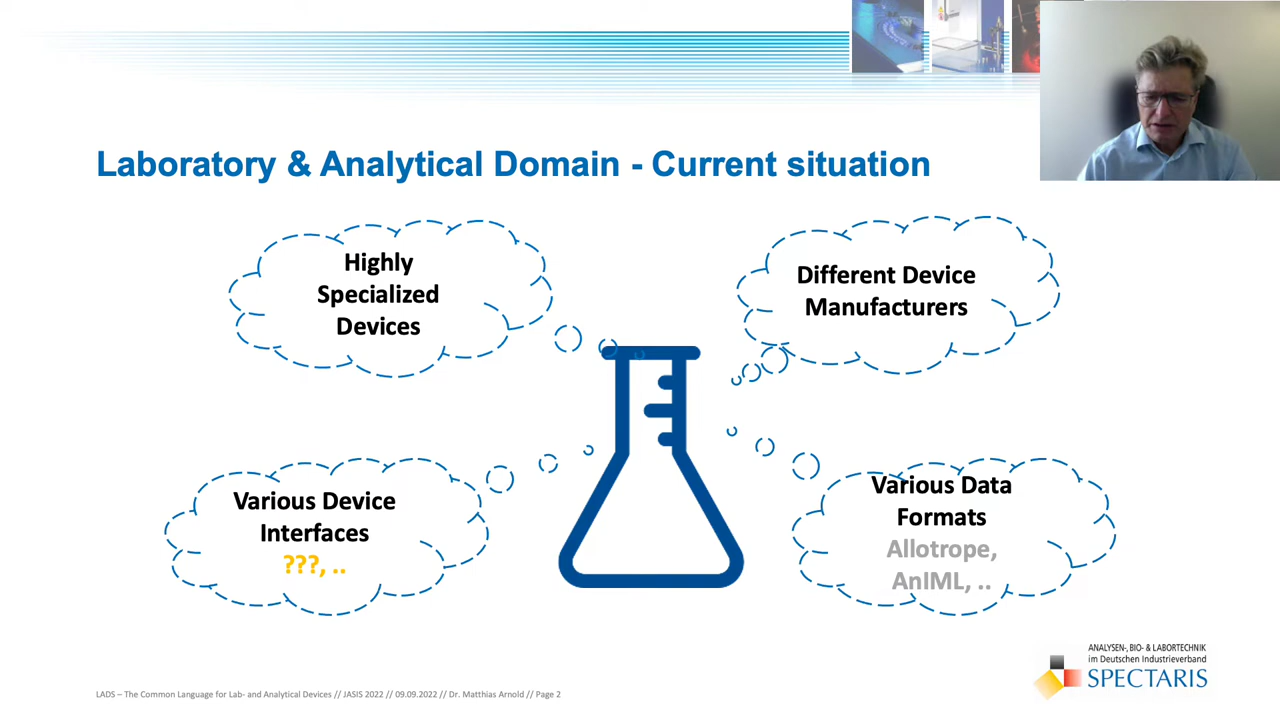 Laboratory & Analytical Domain - Current situation
Highly
Specialized
Devices
Different Device
Manufacturers
Various Device
Interfaces
???, ..
Various Data
Formats
Allotrope,
AnIML, ..
ANALYSEN-, BIO- & LABORTECHNIK
im Deutschen Industrieverband
SPECTARIS
LADS – The Common Language for Lab- and Analytical Devices // JASIS 2022 // 09.09.2022 // Dr. Matthias Arnold // Page 2